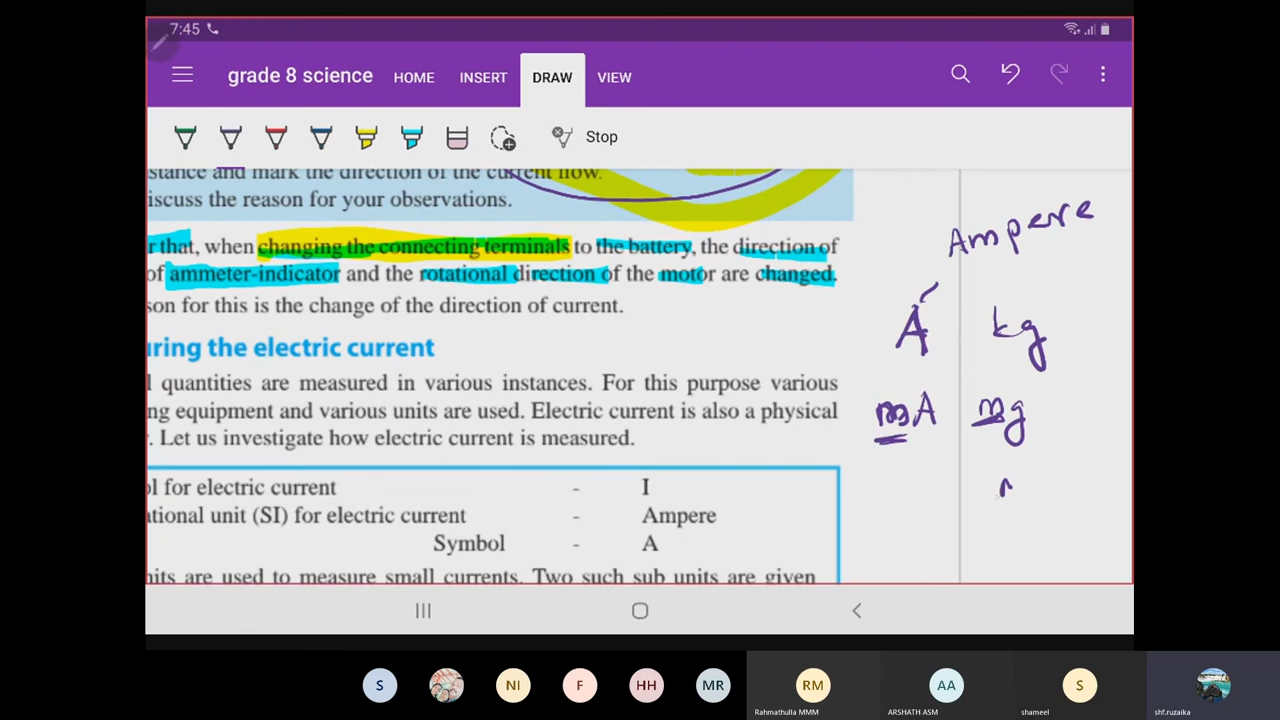 7:45
grade 8 science HOME INSERT DRAW VIEW
Stop
stance and mark the direction of the current flow.
iscuss the reason for your observations.
r that, when changing the connecting terminals to the battery, the direction of
of ammeter-indicator and the rotational direction of the motor are changed.
son for this is the change of the direction of current.
uring the electric current
l quantities are measured in various instances. For this purpose various
ng equipment and various units are used. Electric current is also a physical
. Let us investigate how electric current is measured.
ol for electric current - I
ational unit (SI) for electric current - Ampere
Symbol - A
nits are used to measure small currents. Two such sub units are given
Ampere
A kg
mA mg
S NI F HH MR RM AA S
Rahmathulla MMM ARSHATH ASM shameel shf.ruzaika